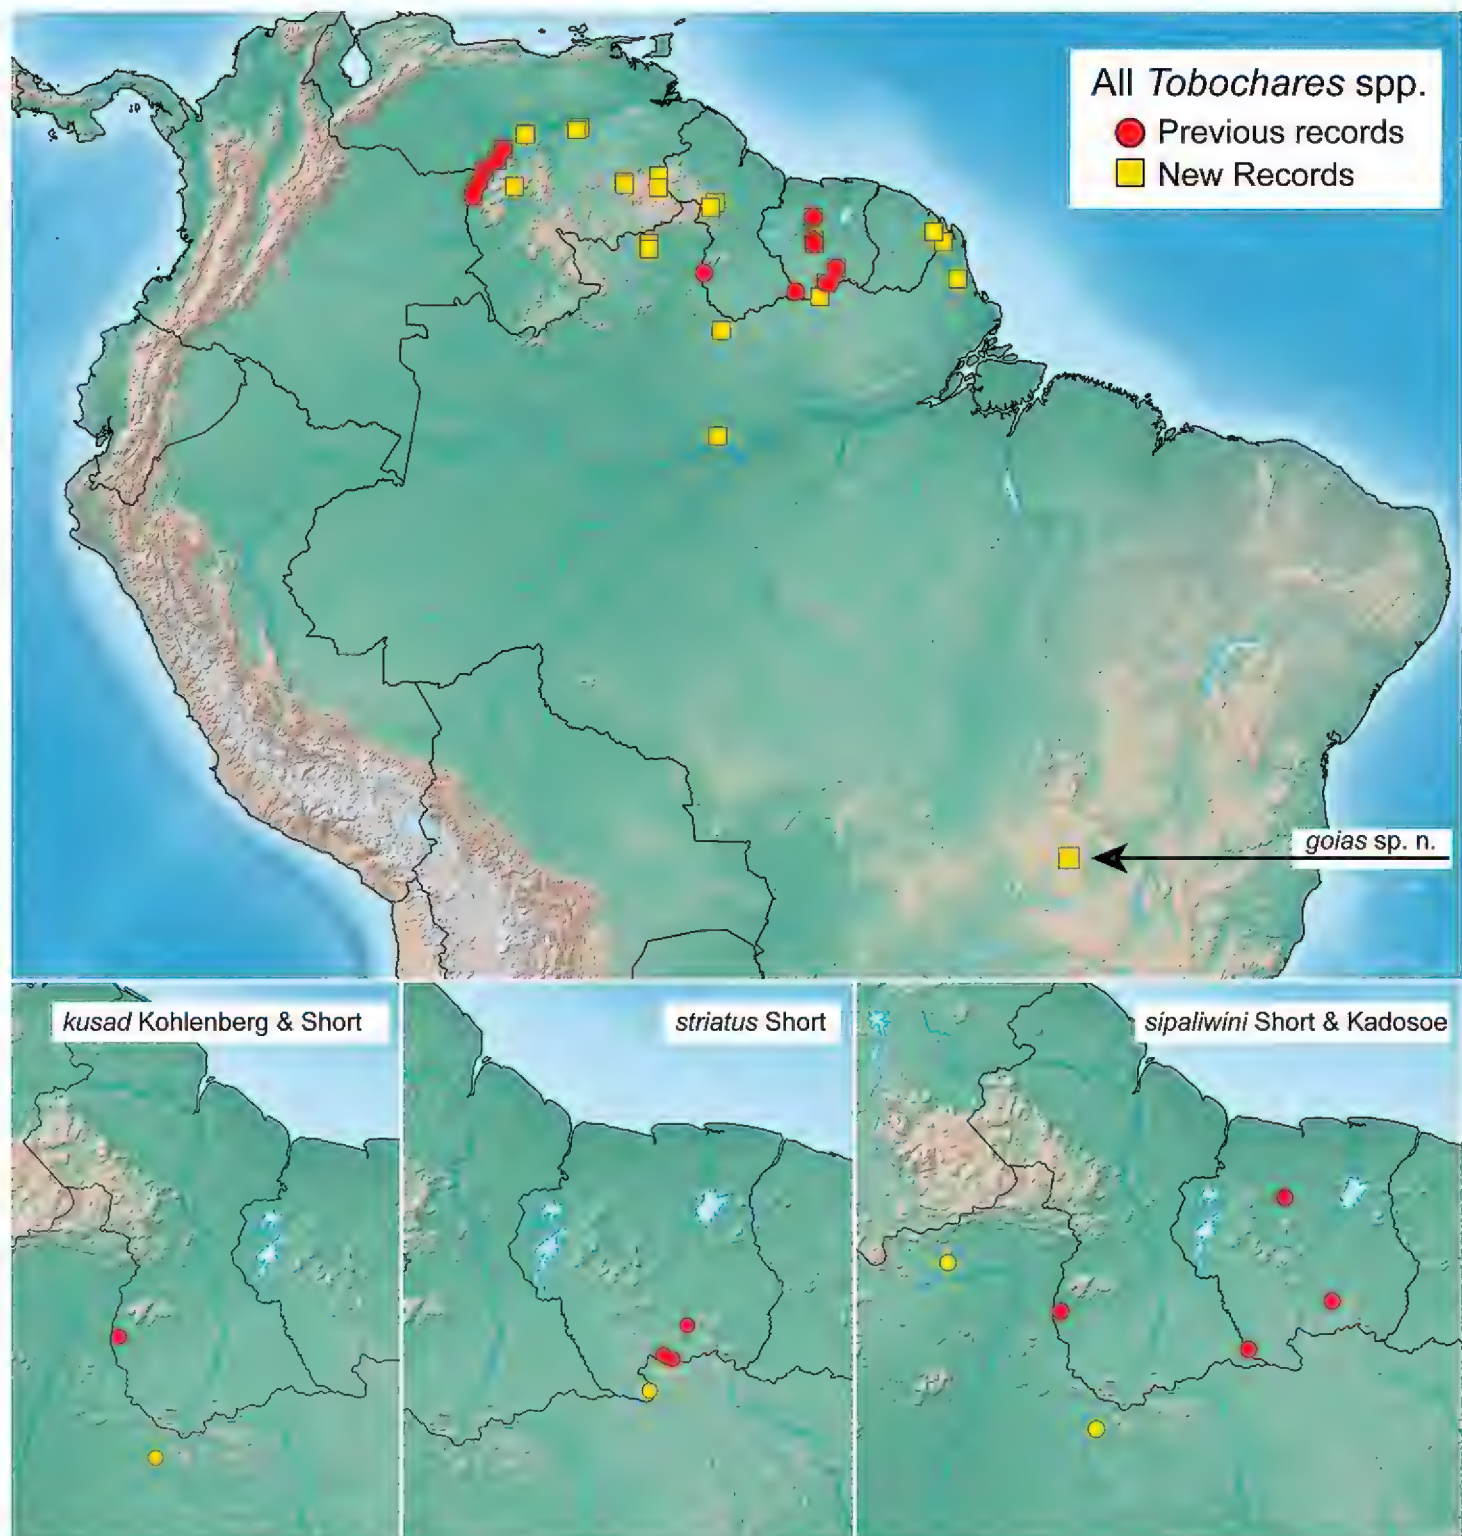 All Tobochares spp.
Previous records
New Records
goias sp. n.
kusad Kohlenberg & Short
striatus Short
sipaliwini Short & Kadosoe